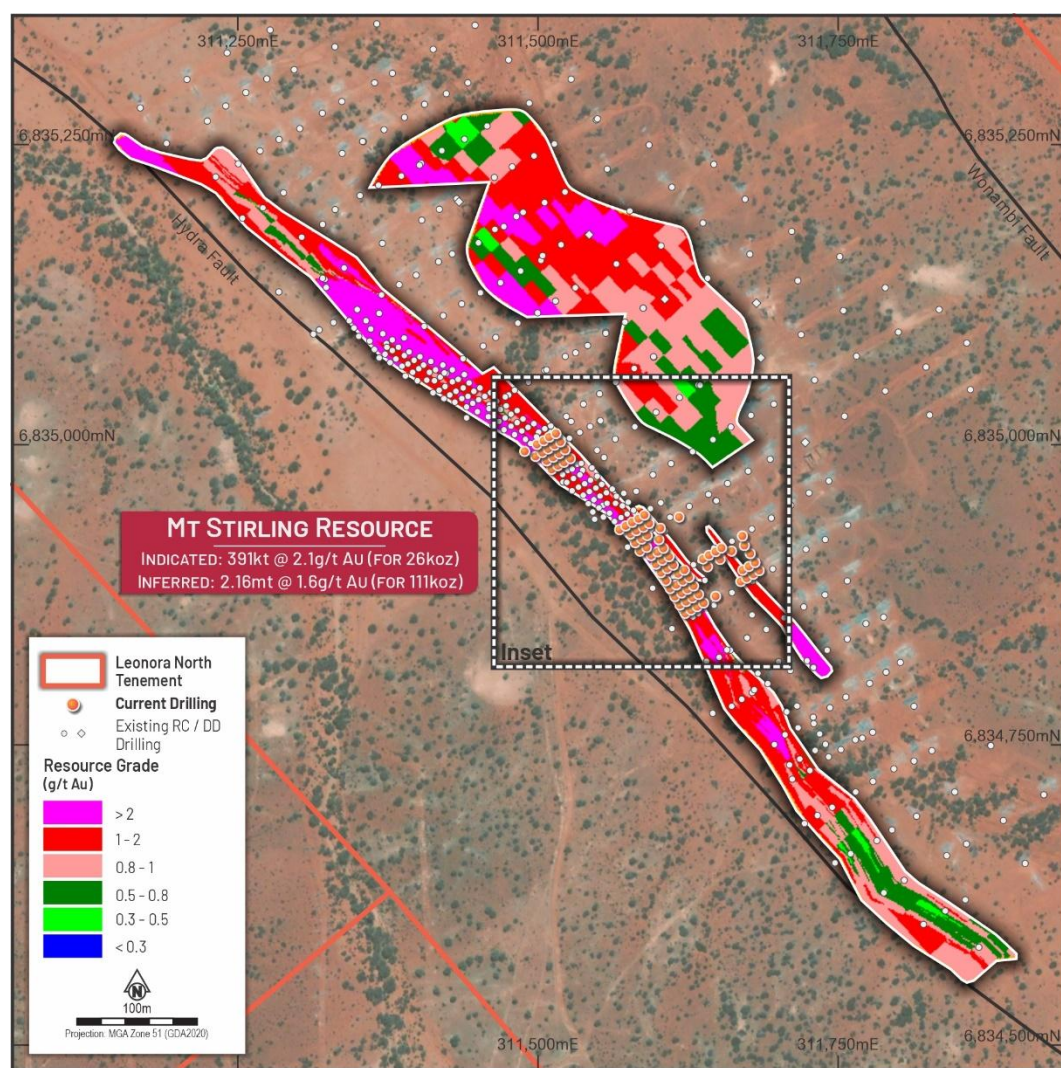 311,250mE
311,500mE
311,750mE
6,835,250mN
6,835,250mN
Wonambi Fault
Hydra Fault
6,835,000mN
6,835,000mN
MT STIRLING RESOURCE
INDICATED: 391kt @ 2.1g/t Au (FOR 26koz)
INFERRED: 2.16mt @ 1.6g/t Au (FOR 111koz)
Inset
Leonora North
Tenement
Current Drilling
Existing RC / DD
Drilling
Resource Grade
(g/t Au)
> 2
1 - 2
0.8 - 1
0.5 - 0.8
0.3 - 0.5
< 0.3
N
100m
Projection: MGA Zone 51 (GDA2020)
6,834,750mN
6,834,500mN
311,500mE
311,750mE